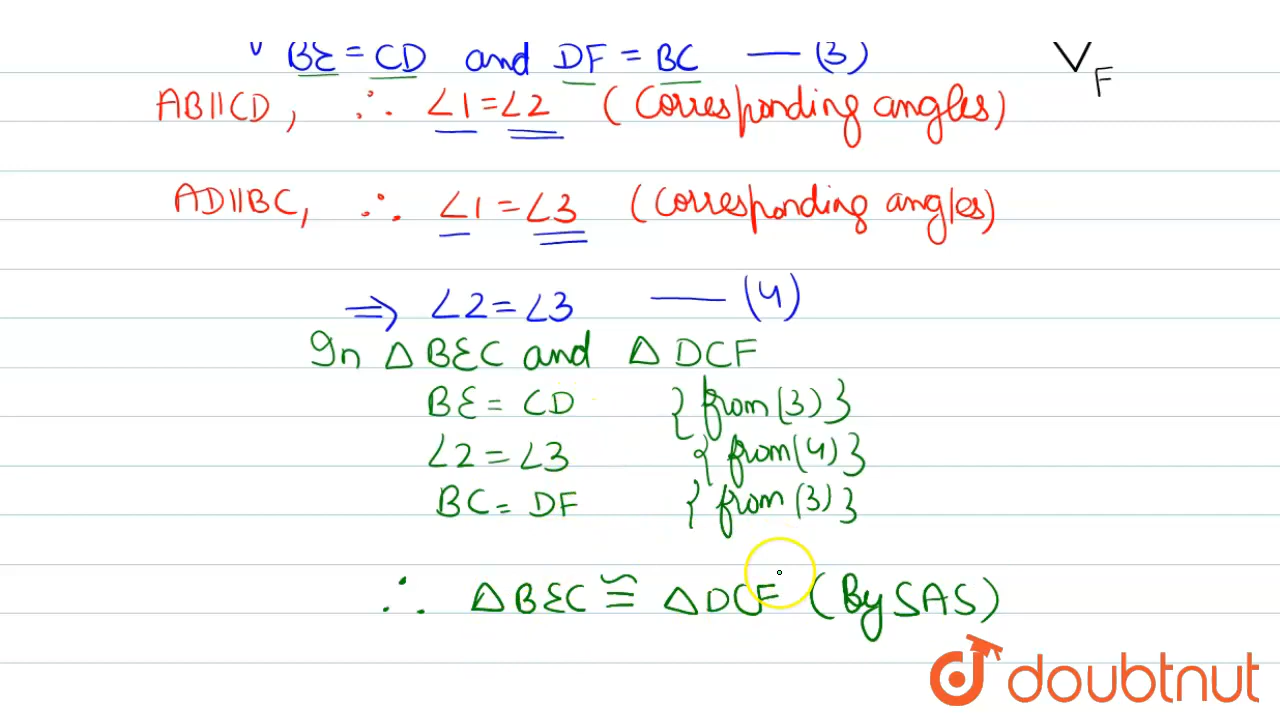 BE = CD and DF = BC — (3)
F
AB||CD, ∴ ∠1 = ∠2 (Corresponding angles)
AD||BC, ∴ ∠1 = ∠3 (Corresponding angles)
⇒ ∠2 = ∠3 — (4)
In △ BEC and △ DCF
BE = CD {from (3)}
∠2 = ∠3 {from (4)}
BC = DF {from (3)}
∴ △BEC ≅ △DCF (By SAS)
doubtnut